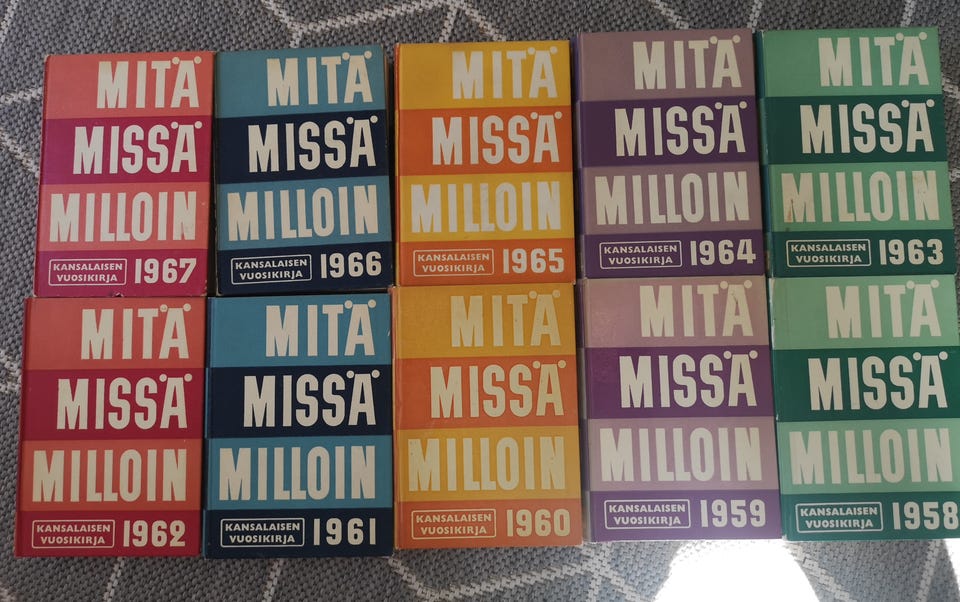 MITÄ
MISSÄ
MILLOIN
KANSALAISEN
VUOSIKIRJA
1967
MITÄ
MISSÄ
MILLOIN
KANSALAISEN
VUOSIKIRJA
1966
MITÄ
MISSÄ
MILLOIN
KANSALAISEN
VUOSIKIRJA
1965
MITÄ
MISSÄ
MILLOIN
KANSALAISEN
VUOSIKIRJA
1964
MITÄ
MISSÄ
MILLOIN
KANSALAISEN
VUOSIKIRJA
1963
MITÄ
MISSÄ
MILLOIN
KANSALAISEN
VUOSIKIRJA
1962
MITÄ
MISSÄ
MILLOIN
KANSALAISEN
VUOSIKIRJA
1961
MITÄ
MISSÄ
MILLOIN
KANSALAISEN
VUOSIKIRJA
1960
MITÄ
MISSÄ
MILLOIN
KANSALAISEN
VUOSIKIRJA
1959
MITÄ
MISSÄ
MILLOIN
KANSALAISEN
VUOSIKIRJA
1958